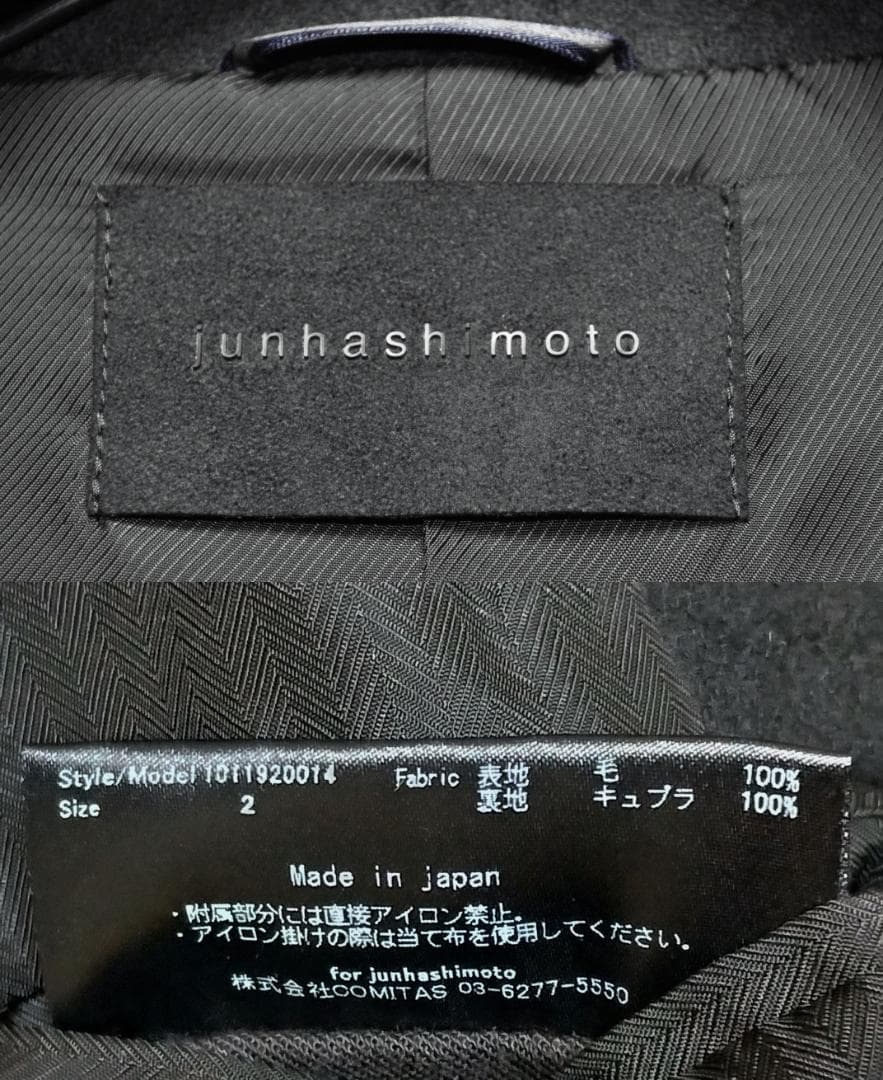 junhashimoto
Style/Model 1011920014 Fabric 表地 毛 100%
Size 2 裏地 キュプラ 100%
Made in japan
・附属部分には直接アイロン禁止。
・アイロン掛けの際は当て布を使用してください。
for junhashimoto
株式会社COMITAS 03-6277-5550